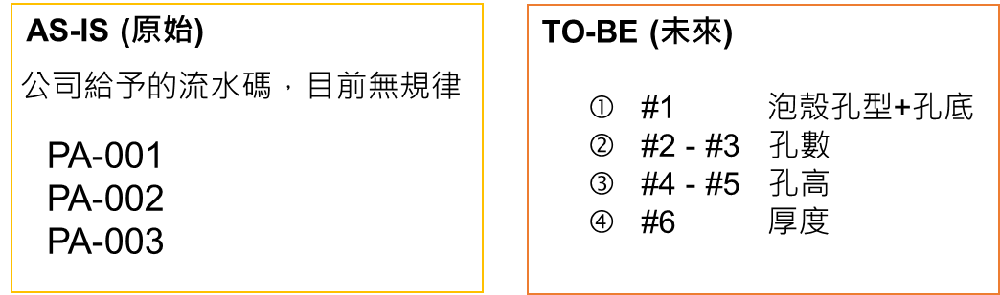 AS-IS (原始)
公司給予的流水碼，目前無規律
PA-001
PA-002
PA-003
TO-BE (未來)
① #1 泡殼孔型+孔底
② #2 - #3 孔數
③ #4 - #5 孔高
④ #6 厚度